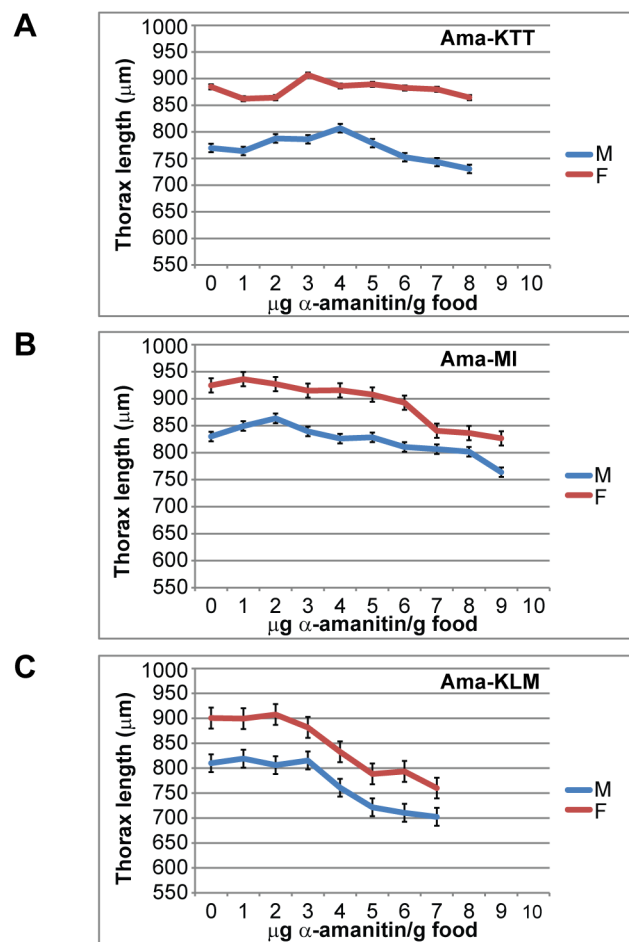 A
Ama-KTT
Thorax length (μm)
1000
950
900
850
800
750
700
650
600
550
0 1 2 3 4 5 6 7 8 9 10
μg α-amanitin/g food
M
F
B
Ama-MI
Thorax length (μm)
1000
950
900
850
800
750
700
650
600
550
0 1 2 3 4 5 6 7 8 9 10
μg α-amanitin/g food
M
F
C
Ama-KLM
Thorax length (μm)
1000
950
900
850
800
750
700
650
600
550
0 1 2 3 4 5 6 7 8 9 10
μg α-amanitin/g food
M
F